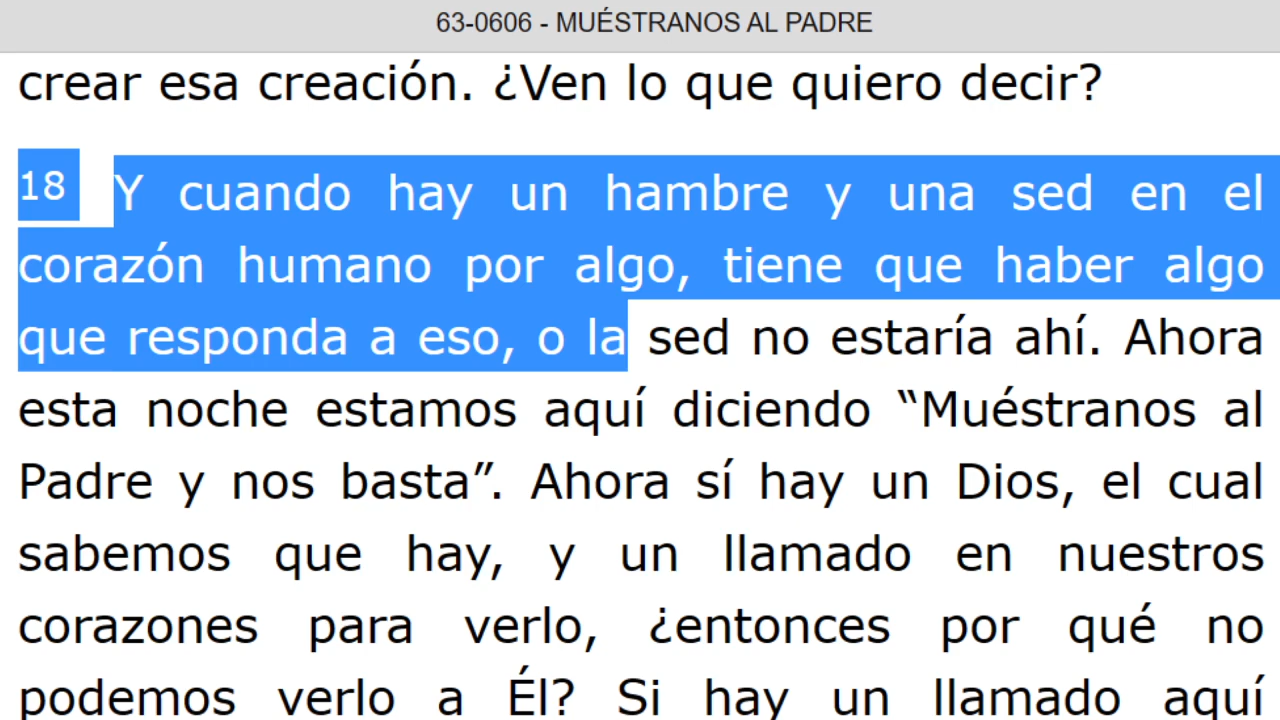 63-0606 - MUÉSTRANOS AL PADRE
crear esa creación. ¿Ven lo que quiero decir?
18 Y cuando hay un hambre y una sed en el
corazón humano por algo, tiene que haber algo
que responda a eso, o la sed no estaría ahí. Ahora
esta noche estamos aquí diciendo “Muéstranos al
Padre y nos basta”. Ahora sí hay un Dios, el cual
sabemos que hay, y un llamado en nuestros
corazones para verlo, ¿entonces por qué no
podemos verlo a Él? Si hay un llamado aquí